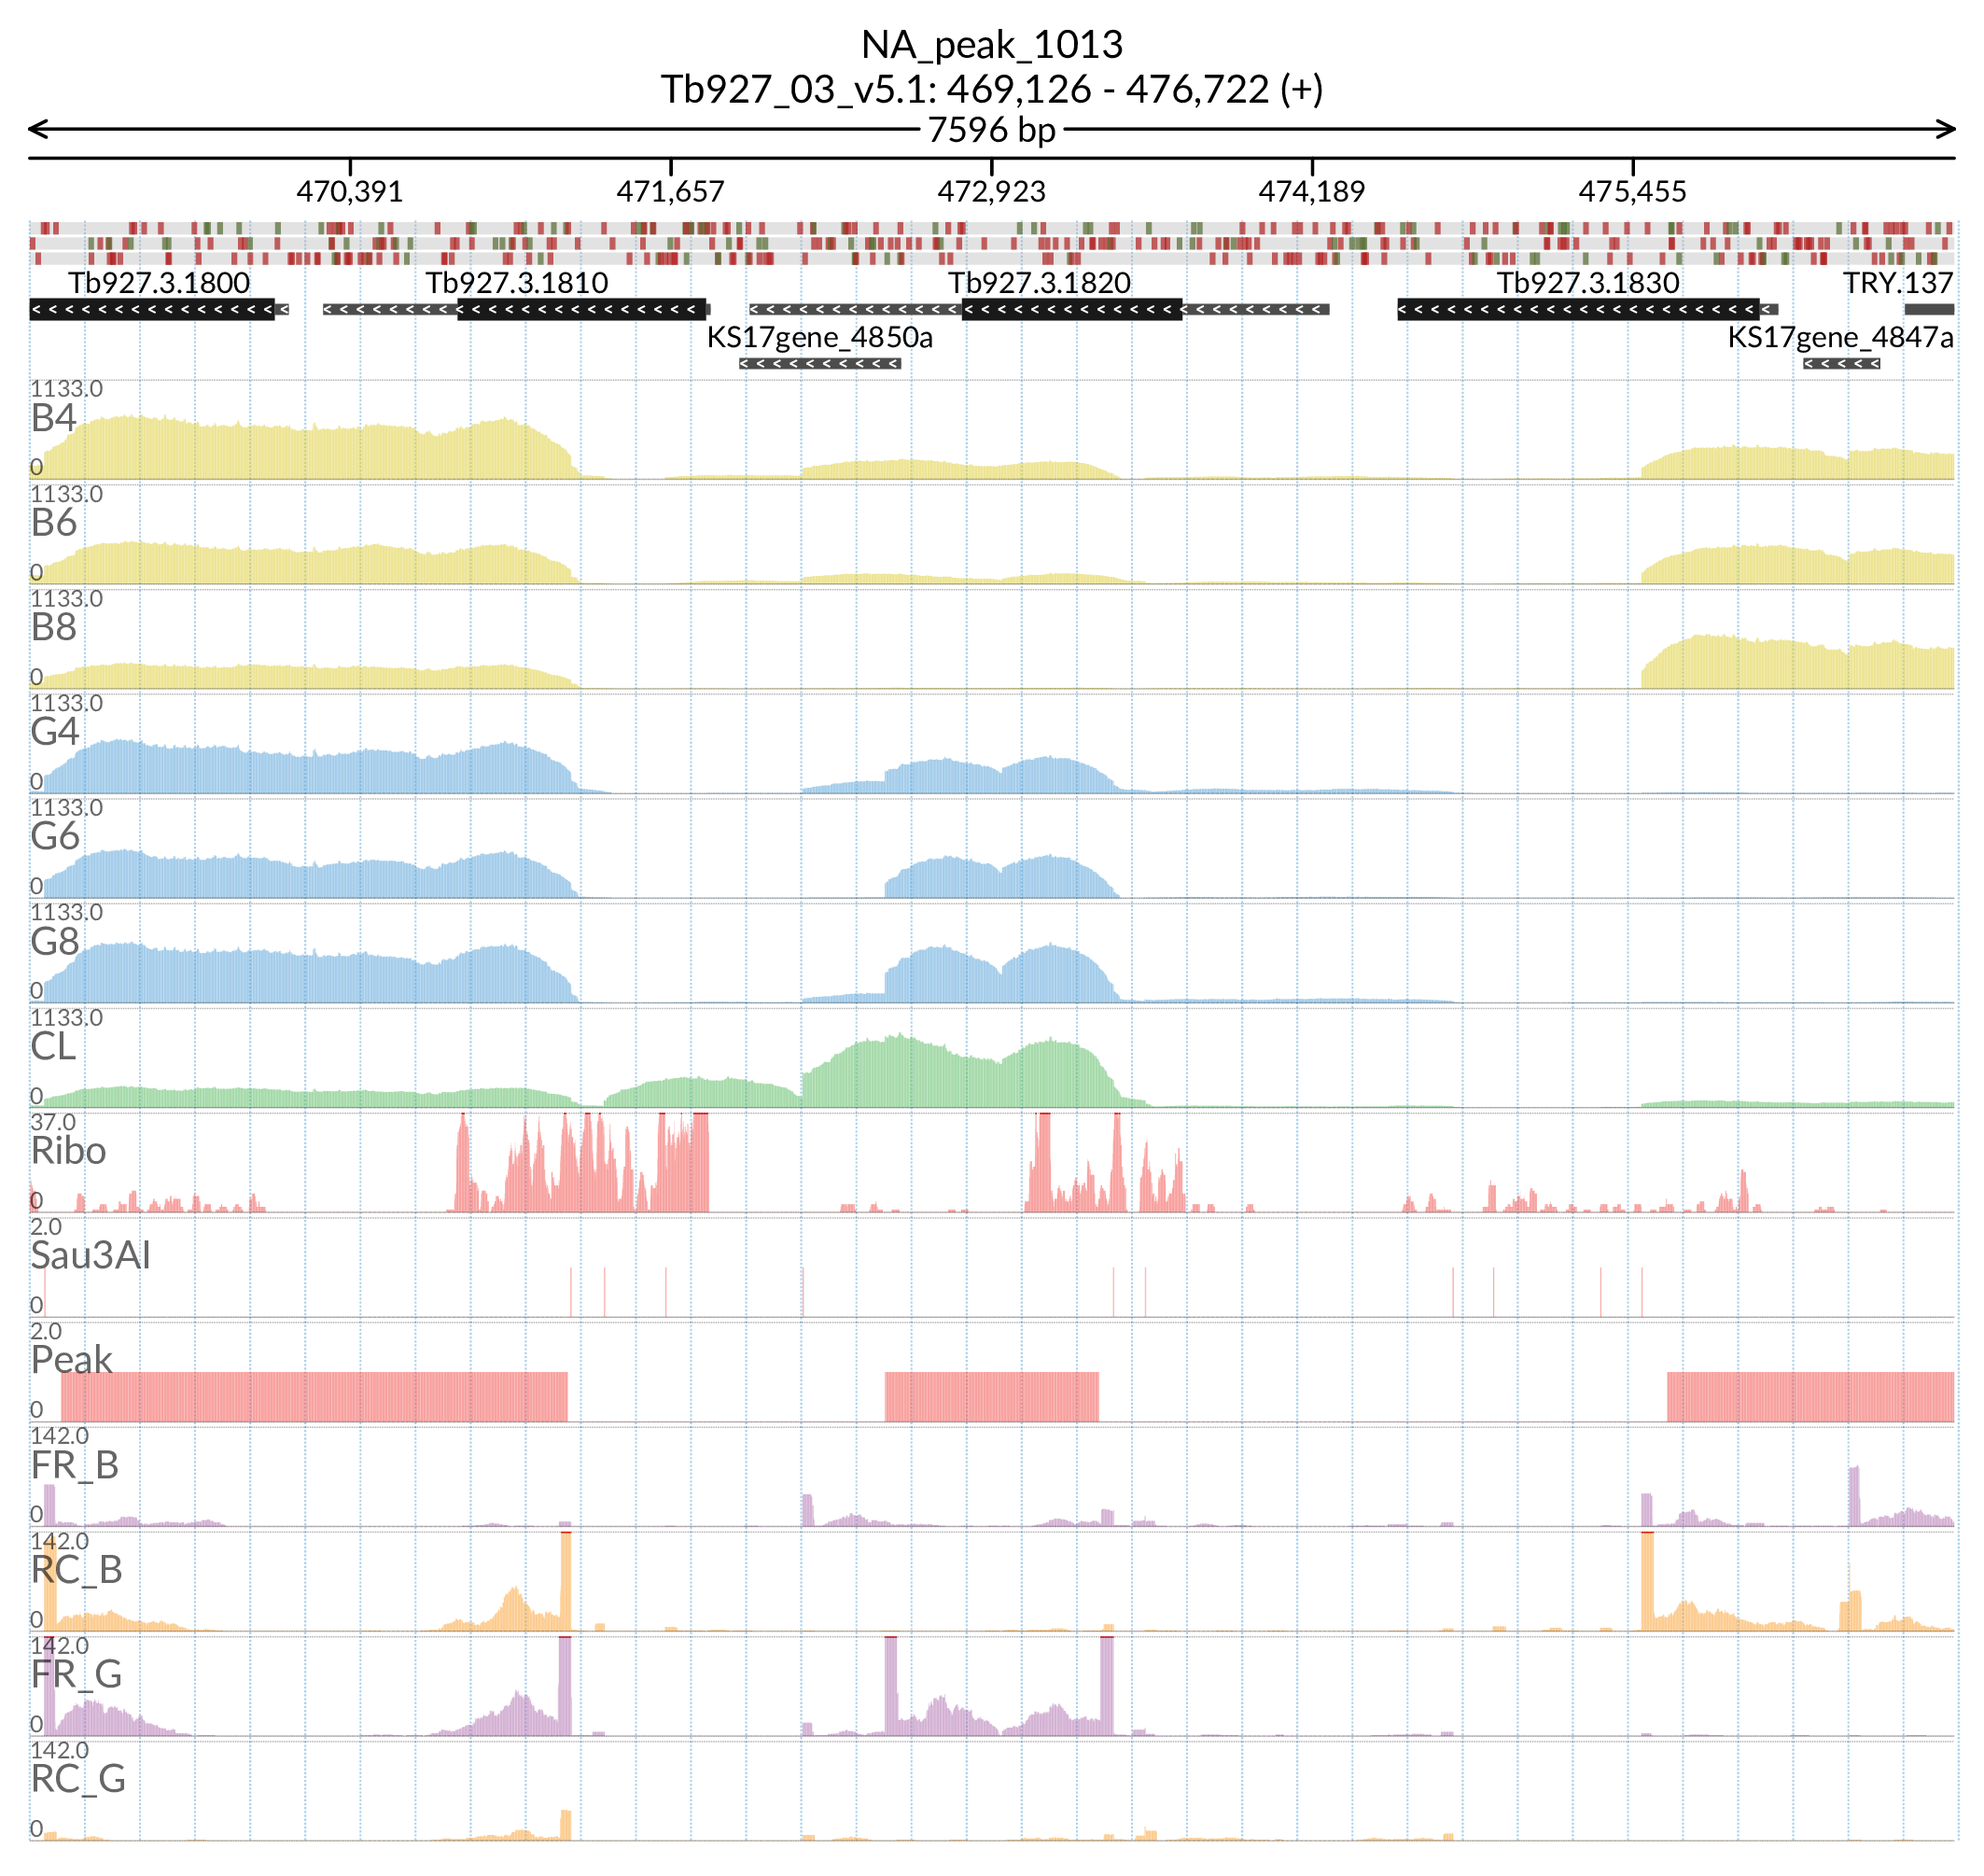 NA_peak_1013
Tb927_03_v5.1: 469,126 - 476,722 (+)
7596 bp
470,391 471,657 472,923 474,189 475,455
Tb927.3.1800 Tb927.3.1810 Tb927.3.1820 Tb927.3.1830 TRY.137
KS17gene_4850a KS17gene_4847a
1133.0
B4
0
1133.0
B6
0
1133.0
B8
0
1133.0
G4
0
1133.0
G6
0
1133.0
G8
0
1133.0
CL
0
37.0
Ribo
0
2.0
Sau3AI
0
2.0
Peak
0
142.0
FR_B
0
142.0
RC_B
0
142.0
FR_G
0
142.0
RC_G
0